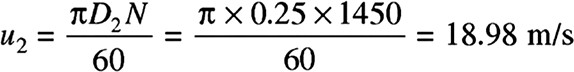 u₂ = πD₂N / 60 = π × 0.25 × 1450 / 60 = 18.98 m/s